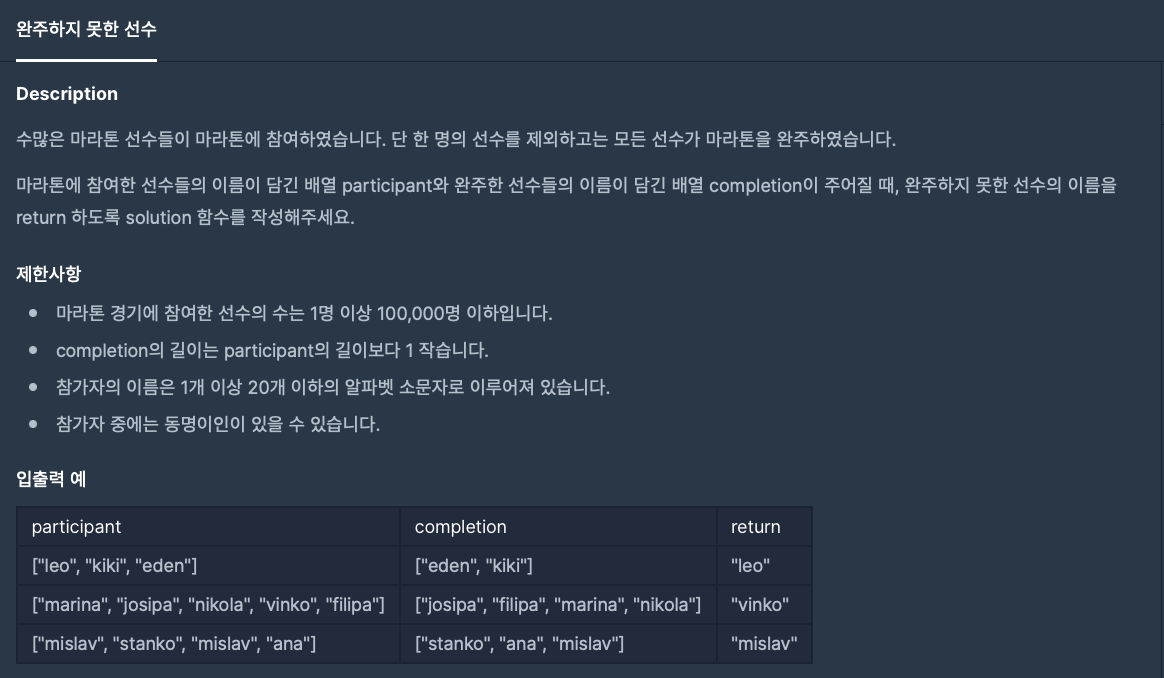 완주하지 못한 선수
Description
수많은 마라톤 선수들이 마라톤에 참여하였습니다. 단 한 명의 선수를 제외하고는 모든 선수가 마라톤을 완주하였습니다.
마라톤에 참여한 선수들의 이름이 담긴 배열 participant와 완주한 선수들의 이름이 담긴 배열 completion이 주어질 때, 완주하지 못한 선수의 이름을
return 하도록 solution 함수를 작성해주세요.
제한사항
마라톤 경기에 참여한 선수의 수는 1명 이상 100,000명 이하입니다.
completion의 길이는 participant의 길이보다 1 작습니다.
참가자의 이름은 1개 이상 20개 이하의 알파벳 소문자로 이루어져 있습니다.
참가자 중에는 동명이인이 있을 수 있습니다.
입출력 예
participant completion return
["leo", "kiki", "eden"] ["eden", "kiki"] "leo"
["marina", "josipa", "nikola", "vinko", "filipa"] ["josipa", "filipa", "marina", "nikola"] "vinko"
["mislav", "stanko", "mislav", "ana"] ["stanko", "ana", "mislav"] "mislav"